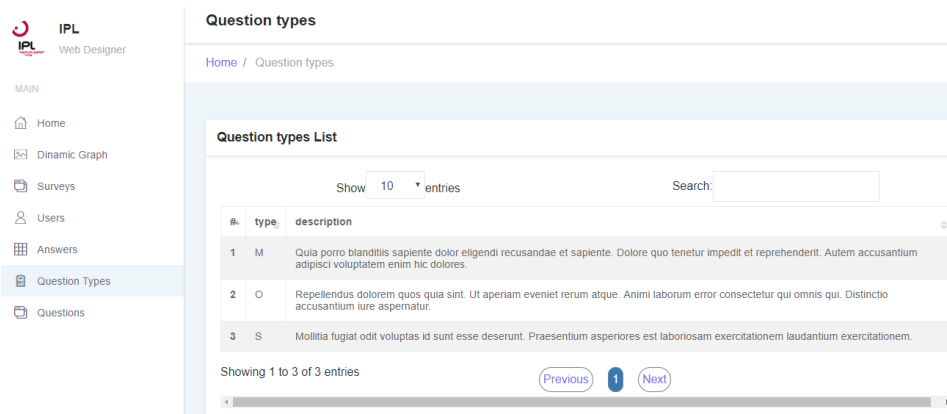 IPL
Web Designer
IPL
MAIN
Home
Dinamic Graph
Surveys
Users
Answers
Question Types
Questions
Question types
Home / Question types
Question types List
Show 10 entries
Search:
# type description
1 M Quia porro blanditiis sapiente dolor eligendi recusandae et sapiente. Dolore quo tenetur impedit et reprehenderit. Autem accusantium
adipisci voluptatem enim hic dolores.
2 O Repellendus dolorem quos quia sint. Ut aperiam eveniet rerum atque. Animi laborum error consectetur qui omnis qui. Distinctio
accusantium iure aspernatur.
3 S Mollitia fugiat odit voluptas id sunt esse deserunt. Praesentium asperiores est laboriosam exercitationem laudantium exercitationem.
Showing 1 to 3 of 3 entries
Previous 1 Next